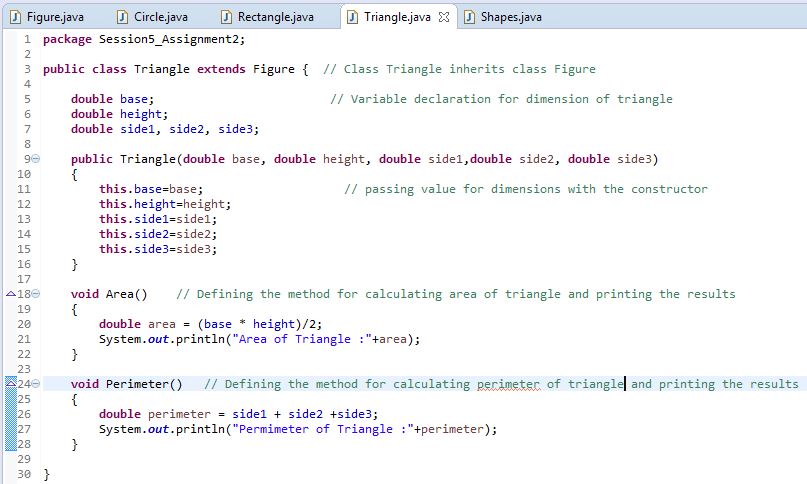 Figure.java Circle.java Rectangle.java Triangle.java Shapes.java
1 package Session5_Assignment2;
2
3 public class Triangle extends Figure {  // Class Triangle inherits class Figure
4
5     double base;                         // Variable declaration for dimension of triangle
6     double height;
7     double side1, side2, side3;
8
9     public Triangle(double base, double height, double side1,double side2, double side3)
10     {
11         this.base=base;                    // passing value for dimensions with the constructor
12         this.height=height;
13         this.side1=side1;
14         this.side2=side2;
15         this.side3=side3;
16     }
17
18     void Area()    // Defining the method for calculating area of triangle and printing the results
19     {
20         double area = (base * height)/2;
21         System.out.println("Area of Triangle :"+area);
22     }
23
24     void Perimeter()   // Defining the method for calculating perimeter of triangle and printing the results
25     {
26         double perimeter = side1 + side2 +side3;
27         System.out.println("Permimeter of Triangle :"+perimeter);
28     }
29
30 }